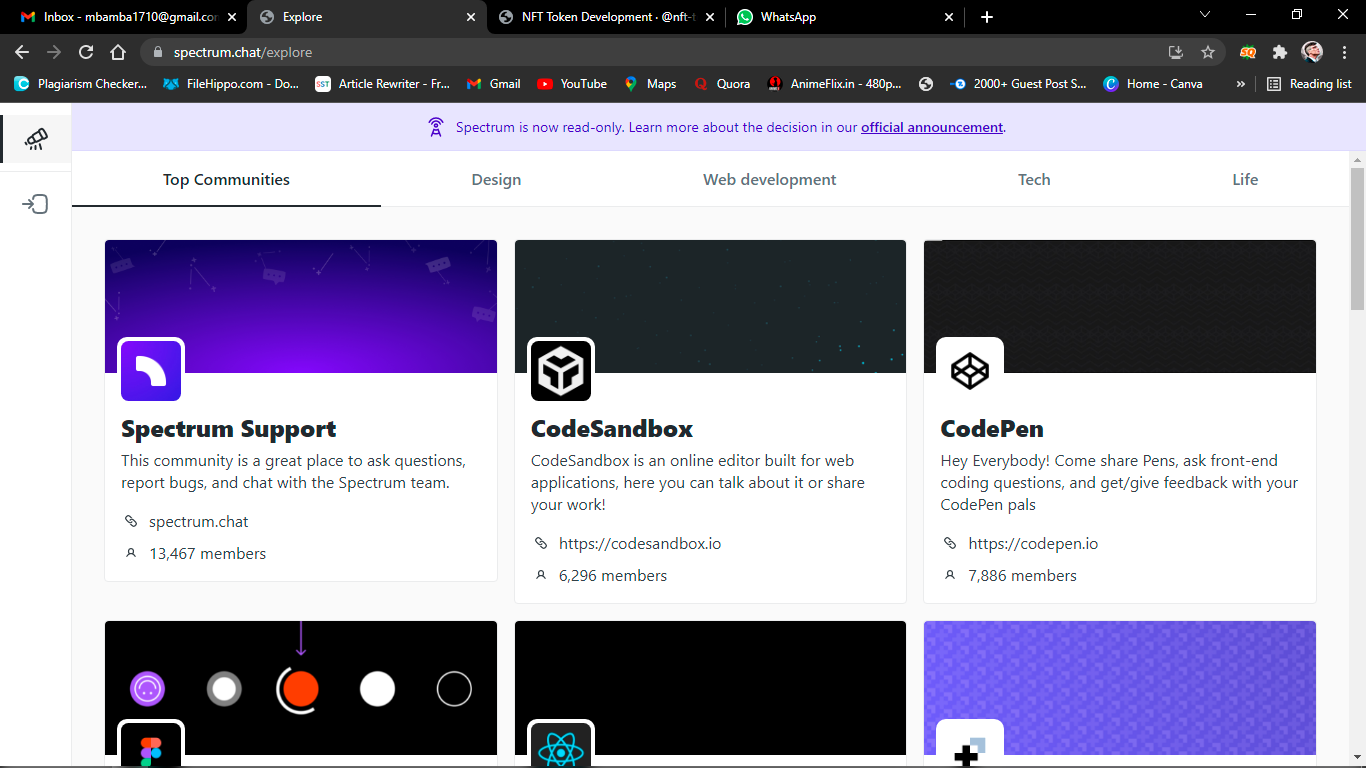 Inbox - mbamba1710@gmail.con
Explore
NFT Token Development · @nft-t
WhatsApp
spectrum.chat/explore
SQ
Plagiarism Checker...
FileHippo.com - Do...
SST
Article Rewriter - Fr...
Gmail
YouTube
Maps
Quora
AnimeFlix.in - 480p...
2000+ Guest Post S...
Home - Canva
»
Reading list
Spectrum is now read-only. Learn more about the decision in our official announcement.
Top Communities
Design
Web development
Tech
Life
Spectrum Support
This community is a great place to ask questions,
report bugs, and chat with the Spectrum team.
spectrum.chat
13,467 members
CodeSandbox
CodeSandbox is an online editor built for web
applications, here you can talk about it or share
your work!
https://codesandbox.io
6,296 members
CodePen
Hey Everybody! Come share Pens, ask front-end
coding questions, and get/give feedback with your
CodePen pals
https://codepen.io
7,886 members